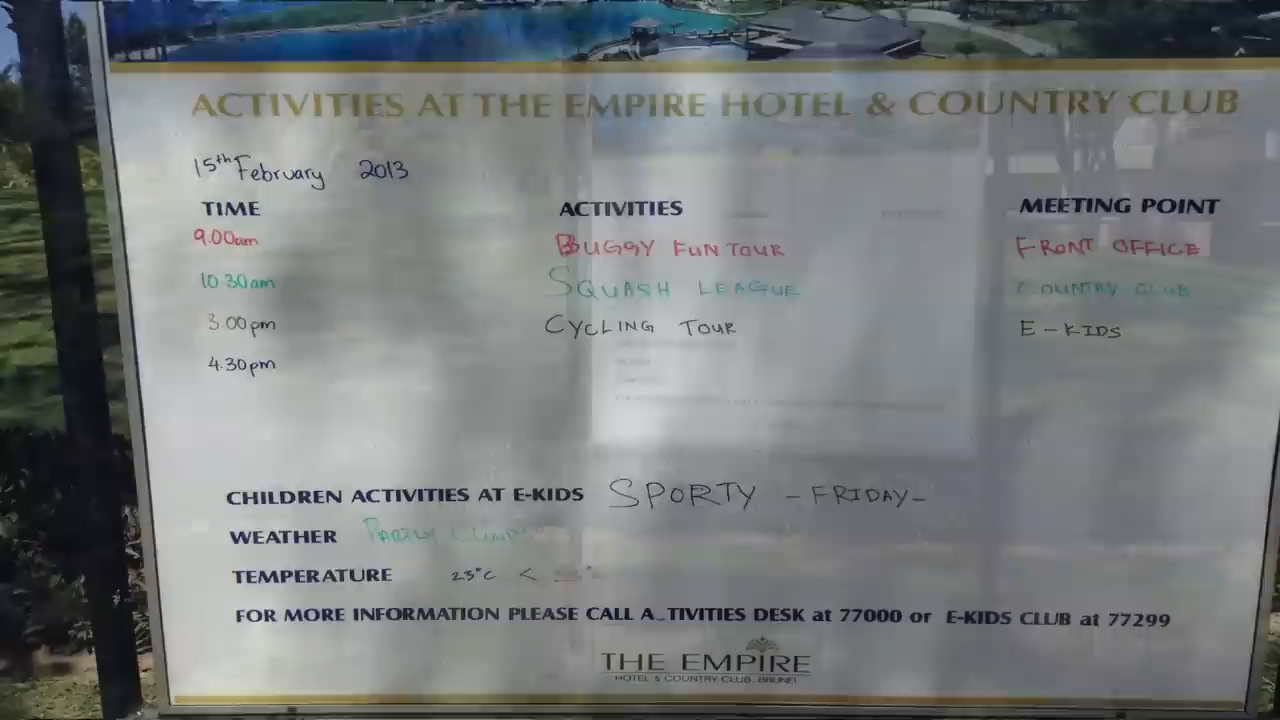 ACTIVITIES AT THE EMPIRE HOTEL & COUNTRY CLUB
15th February 2013
TIME ACTIVITIES MEETING POINT
9.00am BUGGY FUN TOUR FRONT OFFICE
10.30am SQUASH LEAGUE COUNTRY CLUB
3.00pm CYCLING TOUR E-KIDS
4.30pm
CHILDREN ACTIVITIES AT E-KIDS SPORTY - FRIDAY -
WEATHER PARTLY CLOUDY
TEMPERATURE 23°C <
FOR MORE INFORMATION PLEASE CALL A TIVITIES DESK at 77000 or E-KIDS CLUB at 77299
THE EMPIRE
HOTEL & COUNTRY CLUB. BRUNEI